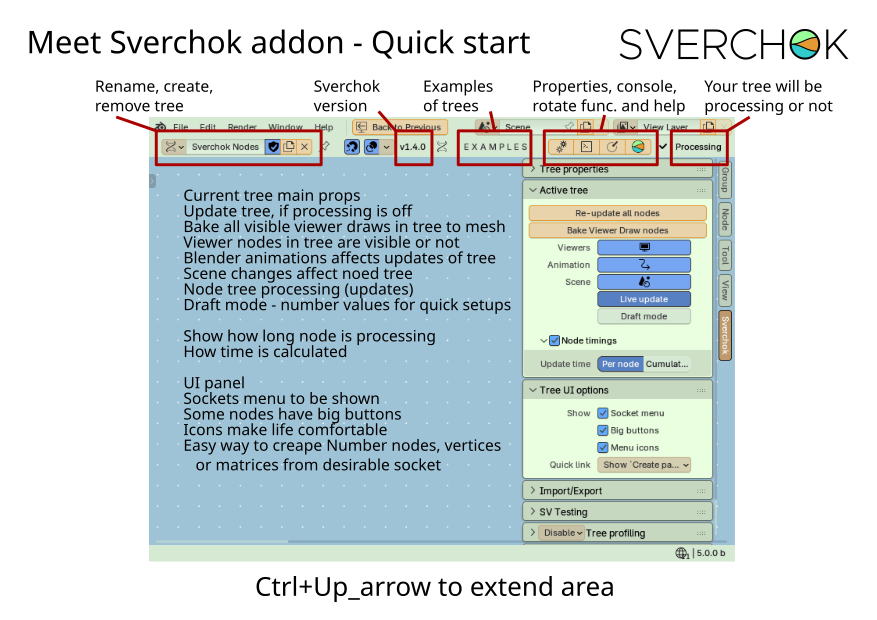 Meet Sverchok addon - Quick start
SVERCHOK
Rename, create,
remove tree
Sverchok
version
Examples
of trees
Properties, console,
rotate func. and help
Your tree will be
processing or not
File Edit Render Window Help Back to Previous Scene View Layer
Sverchok Nodes v1.4.0 EXAMPLES Processing
Tree properties
Active tree
Re-update all nodes
Bake Viewer Draw nodes
Viewers
Animation
Scene
Live update
Draft mode
Node timings
Update time Per node Cumulat...
Tree UI options
Show Socket menu
Big buttons
Menu icons
Quick link Show `Create pa...
Import/Export
SV Testing
Disable Tree profiling
Group
Node
Tool
View
Sverchok
Current tree main props
Update tree, if processing is off
Bake all visible viewer draws in tree to mesh
Viewer nodes in tree are visible or not
Blender animations affects updates of tree
Scene changes affect noed tree
Node tree processing (updates)
Draft mode - number values for quick setups
Show how long node is processing
How time is calculated
UI panel
Sockets menu to be shown
Some nodes have big buttons
Icons make life comfortable
Easy way to creape Number nodes, vertices
or matrices from desirable socket
1 | 5.0.0 b
Ctrl+Up_arrow to extend area